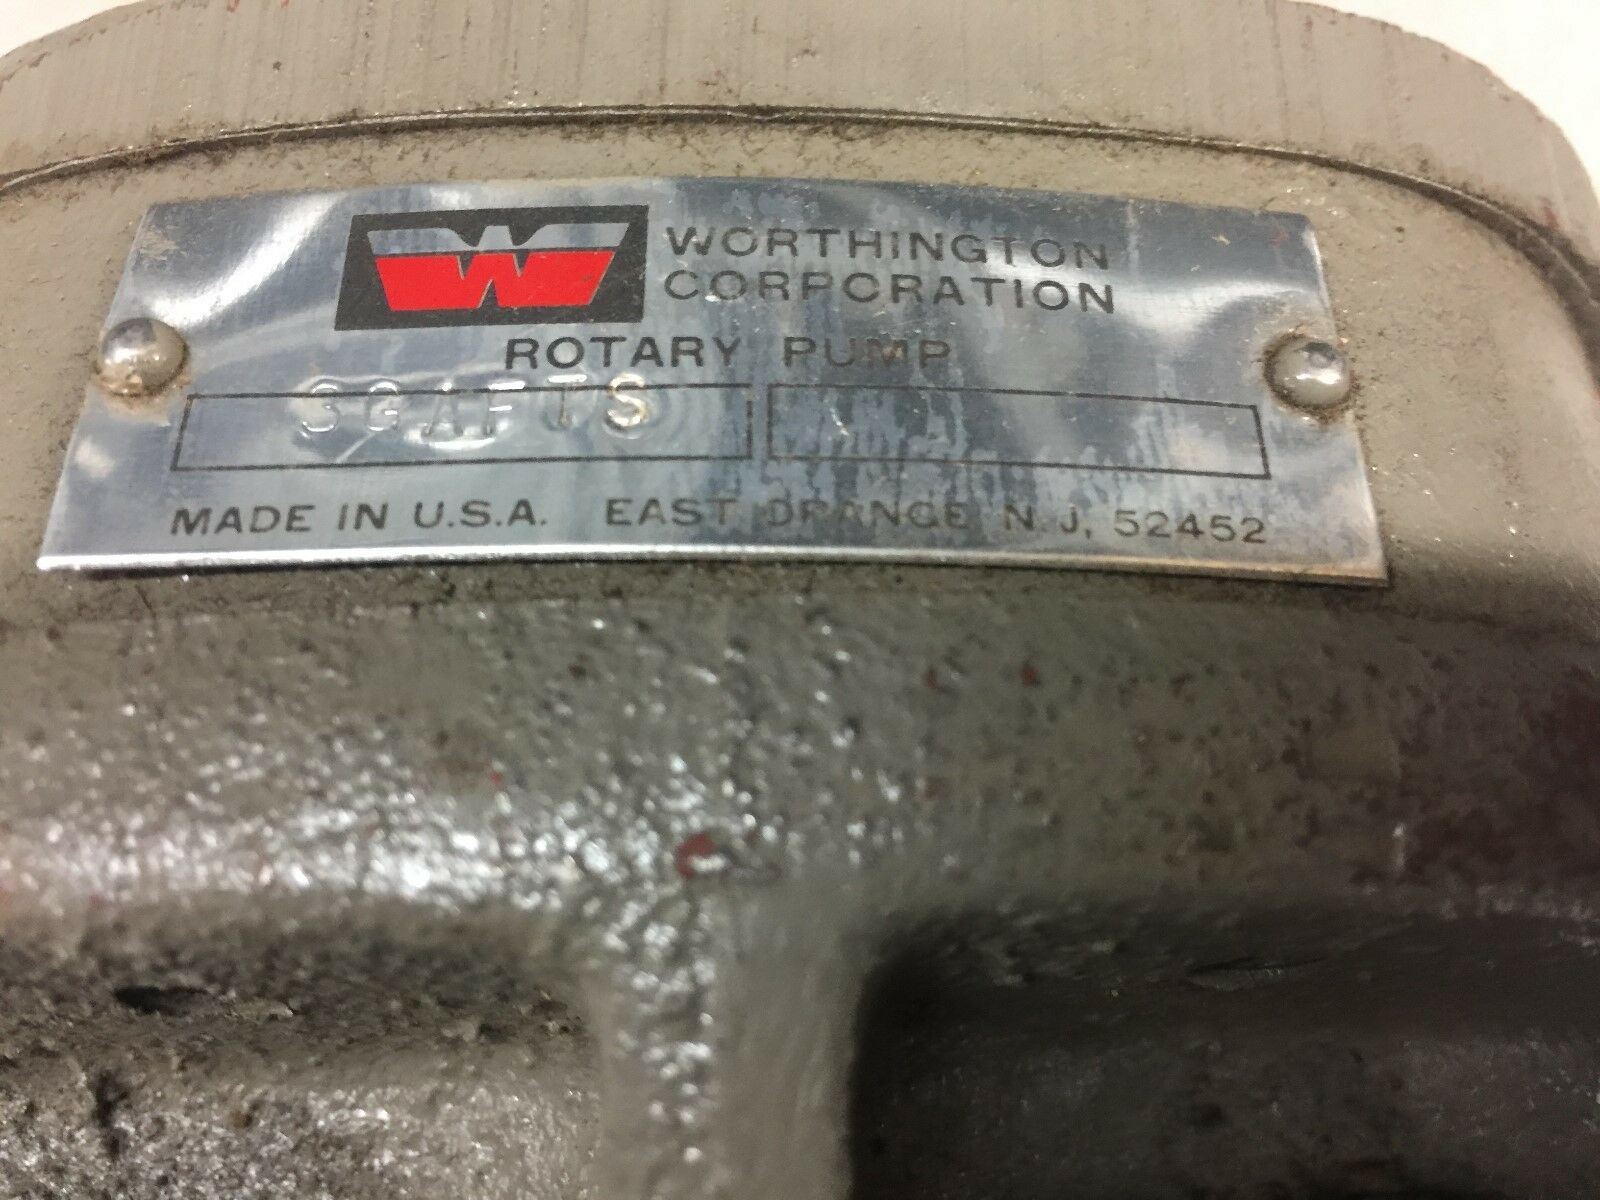 WORTHINGTON
CORPORATION
ROTARY PUMP
3GAFTS
MADE IN U.S.A. EAST ORANGE N.J, 52452